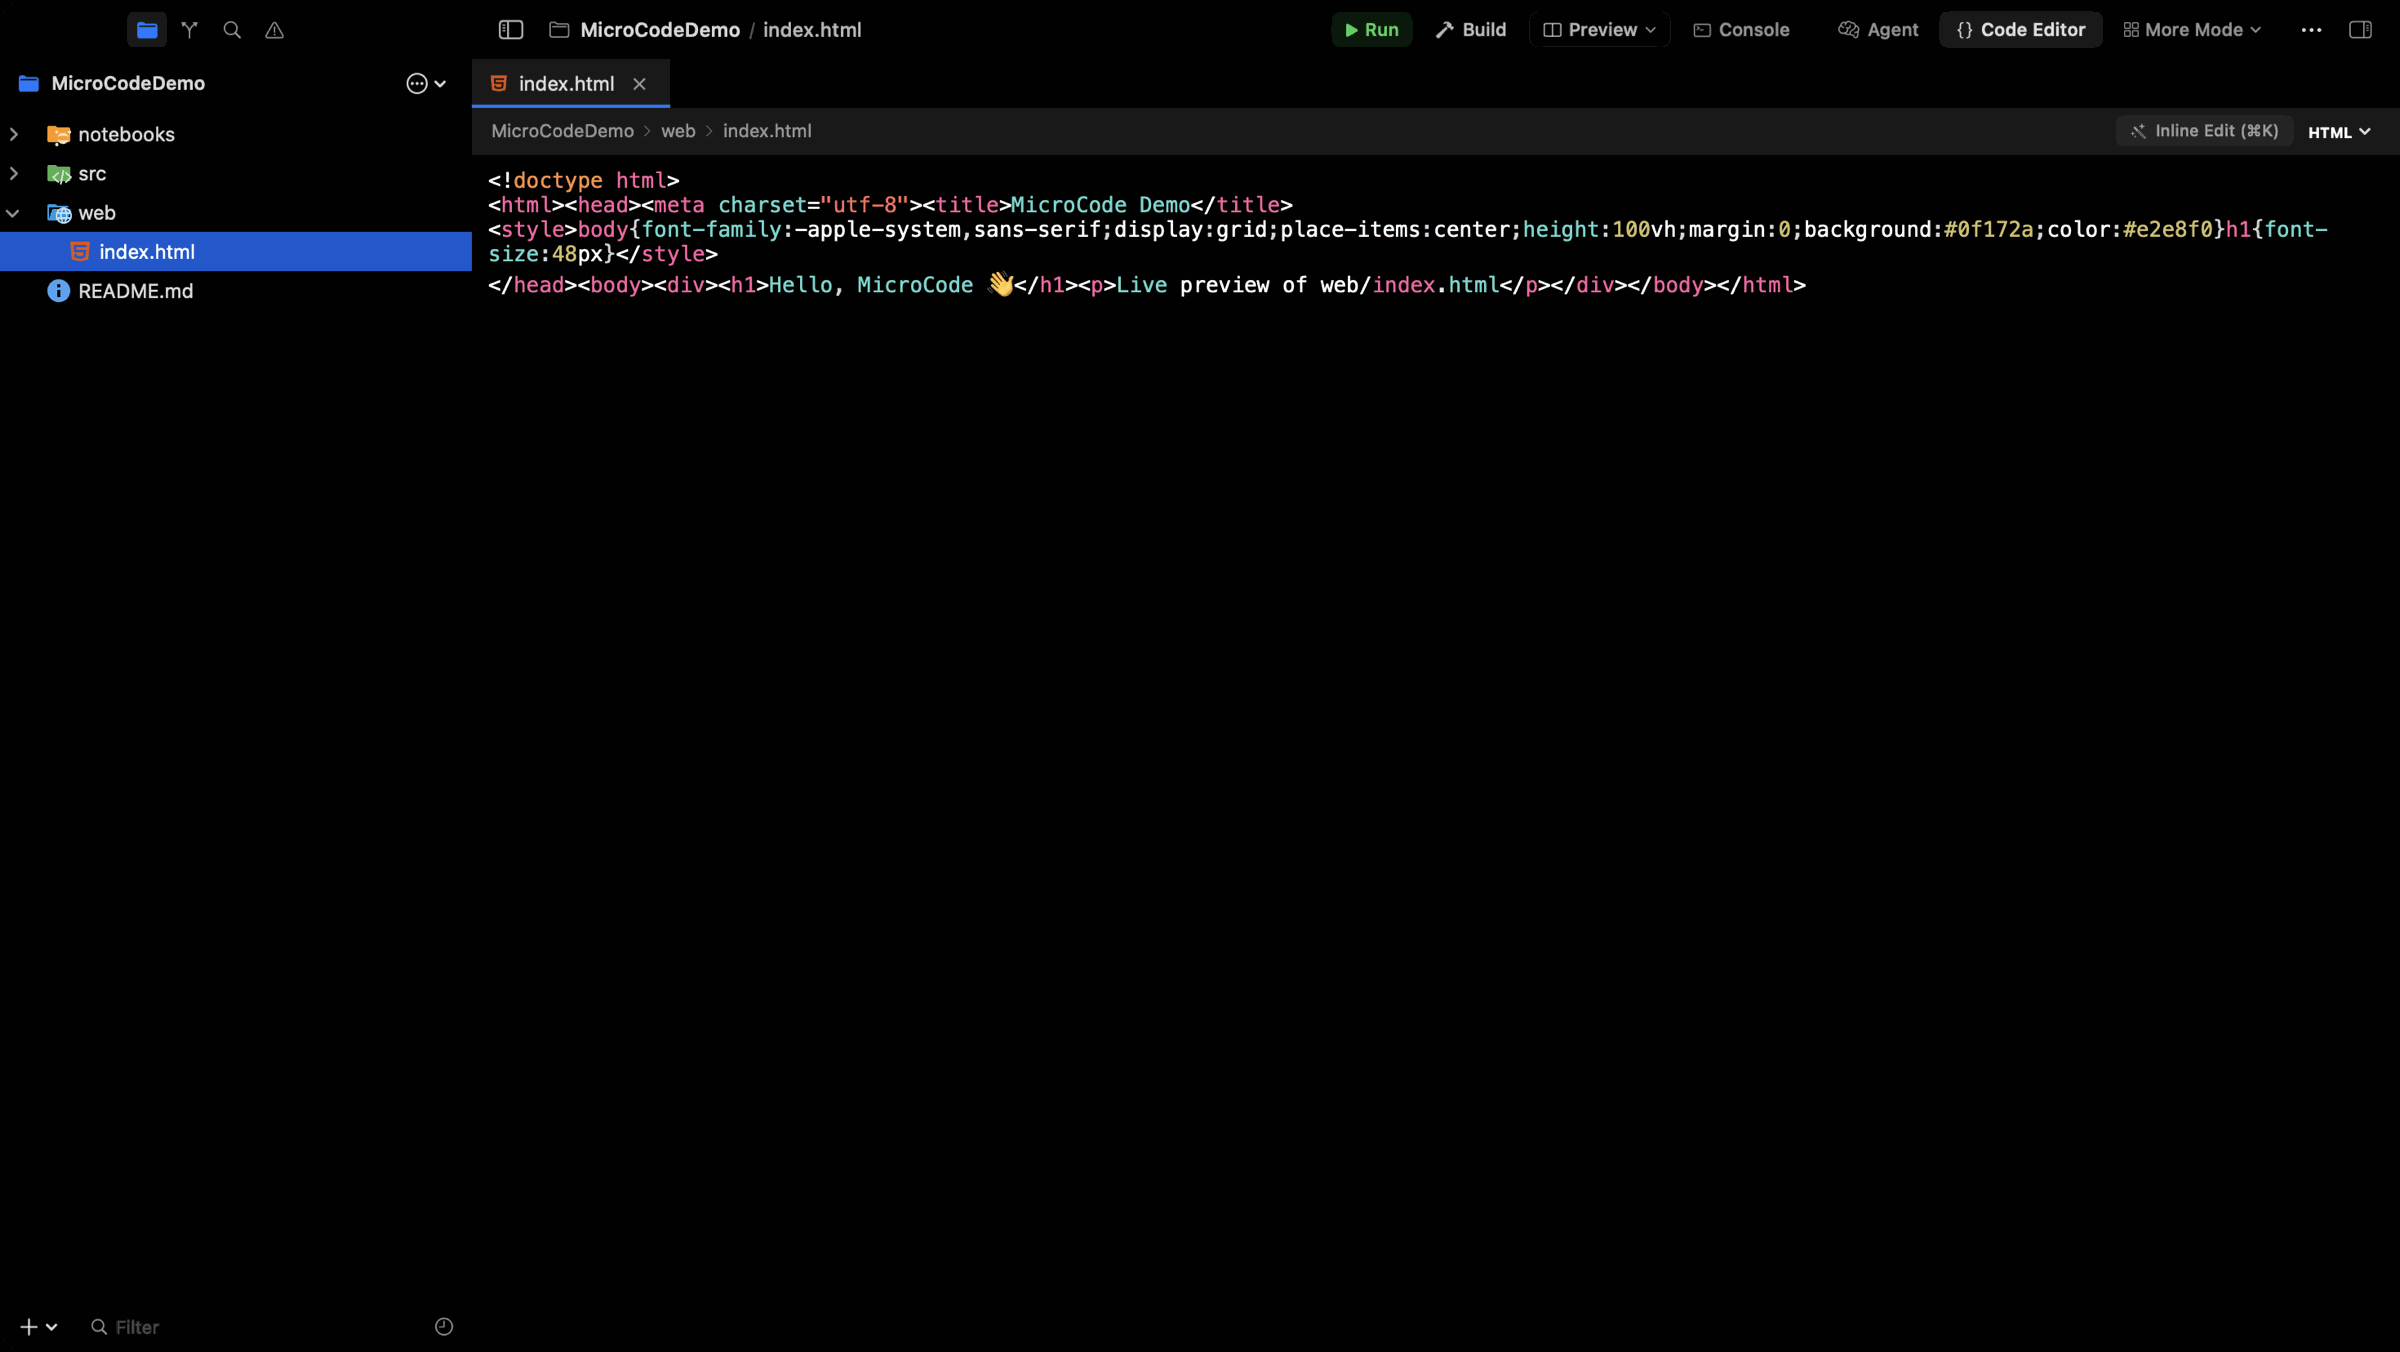 MicroCodeDemo / index.html
Run Build Preview Console Agent {} Code Editor More Mode
MicroCodeDemo
notebooks
src
web
index.html
README.md
index.html
MicroCodeDemo > web > index.html
Inline Edit (⌘K) HTML
<!doctype html>
<html><head><meta charset="utf-8"><title>MicroCode Demo</title>
<style>body{font-family:-apple-system,sans-serif;display:grid;place-items:center;height:100vh;margin:0;background:#0f172a;color:#e2e8f0}h1{font-
size:48px}</style>
</head><body><div><h1>Hello, MicroCode 👋</h1><p>Live preview of web/index.html</p></div></body></html>
Filter